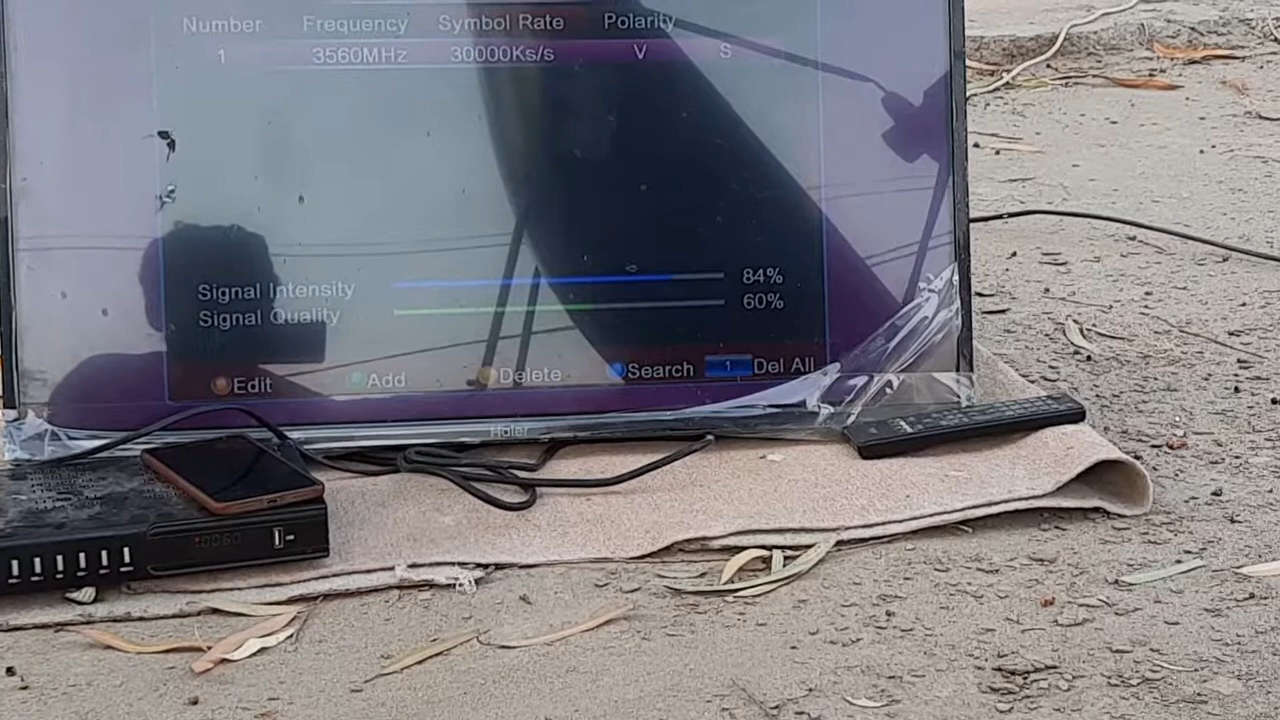 Number Frequency Symbol Rate Polarity
1 3560MHz 30000Ks/s V S
Signal Intensity 84%
Signal Quality 60%
Edit Add Delete Search 1 Del All
Haier
0060